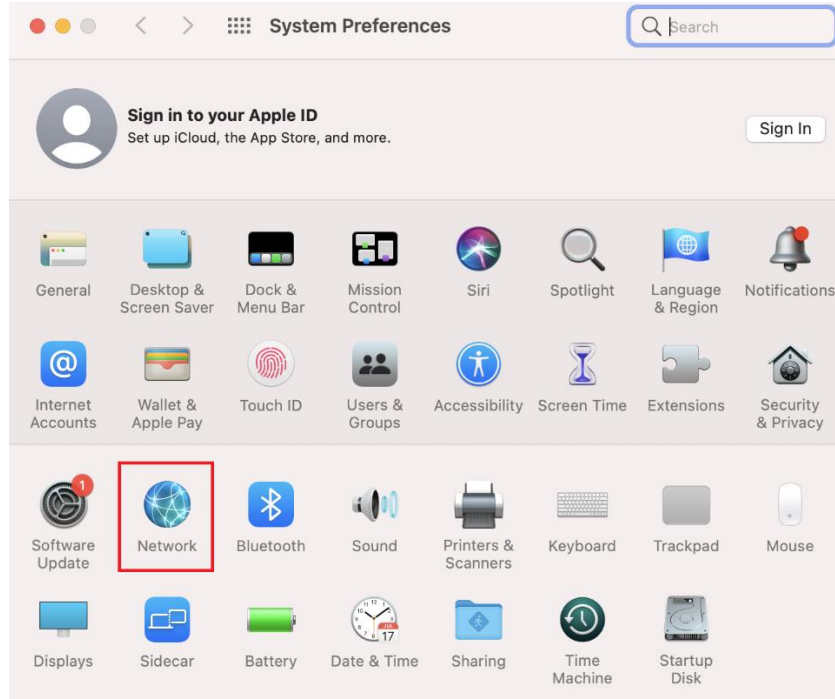 System Preferences
Search
Sign in to your Apple ID
Set up iCloud, the App Store, and more.
Sign In
General
Desktop &
Screen Saver
Dock &
Menu Bar
Mission
Control
Siri
Spotlight
Language
& Region
Notifications
Internet
Accounts
Wallet &
Apple Pay
Touch ID
Users &
Groups
Accessibility
Screen Time
Extensions
Security
& Privacy
1
Software
Update
Network
Bluetooth
Sound
Printers &
Scanners
Keyboard
Trackpad
Mouse
Displays
Sidecar
Battery
JUL
17
Date & Time
Sharing
Time
Machine
Startup
Disk